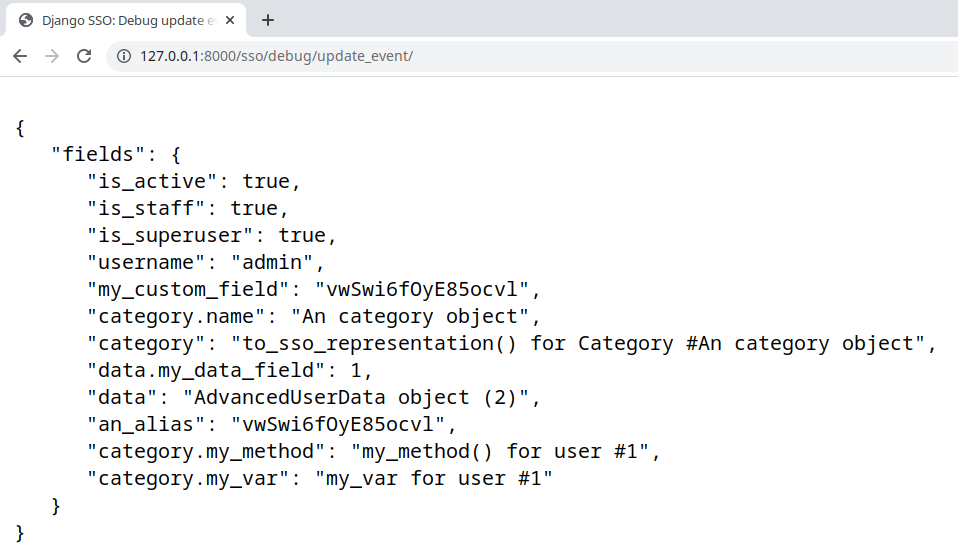 Django SSO: Debug update e
127.0.0.1:8000/sso/debug/update_event/
{
"fields": {
"is_active": true,
"is_staff": true,
"is_superuser": true,
"username": "admin",
"my_custom_field": "vwSwi6fOyE85ocvl",
"category.name": "An category object",
"category": "to_sso_representation() for Category #An category object",
"data.my_data_field": 1,
"data": "AdvancedUserData object (2)",
"an_alias": "vwSwi6fOyE85ocvl",
"category.my_method": "my_method() for user #1",
"category.my_var": "my_var for user #1"
}
}